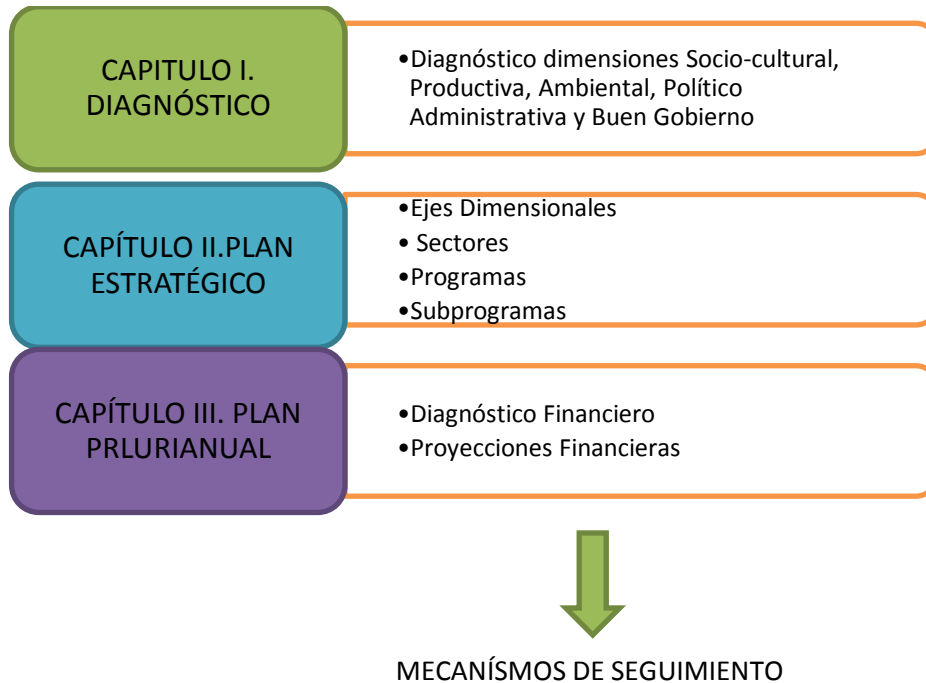 CAPITULO I.
DIAGNÓSTICO
•Diagnóstico dimensiones Socio-cultural,
Productiva, Ambiental, Político
Administrativa y Buen Gobierno
CAPÍTULO II.PLAN
ESTRATÉGICO
•Ejes Dimensionales
• Sectores
•Programas
•Subprogramas
CAPÍTULO III. PLAN
PRLURIANUAL
•Diagnóstico Financiero
•Proyecciones Financieras
MECANÍSMOS DE SEGUIMIENTO